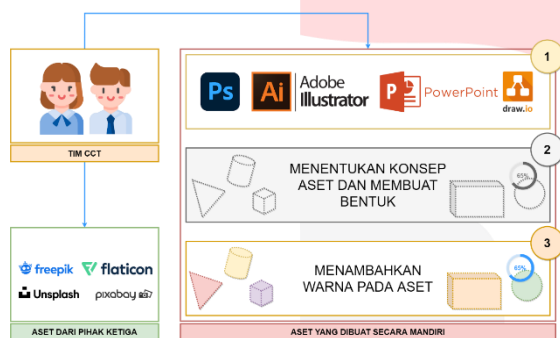 TIM CCT
freepik
flaticon
Unsplash
pixabay
ASET DARI PIHAK KETIGA
1
Ps
Ai
Adobe
Illustrator
P
PowerPoint
draw.io
2
MENENTUKAN KONSEP
ASET DAN MEMBUAT
BENTUK
65%
3
MENAMBAHKAN
WARNA PADA ASET
65%
ASET YANG DIBUAT SECARA MANDIRI